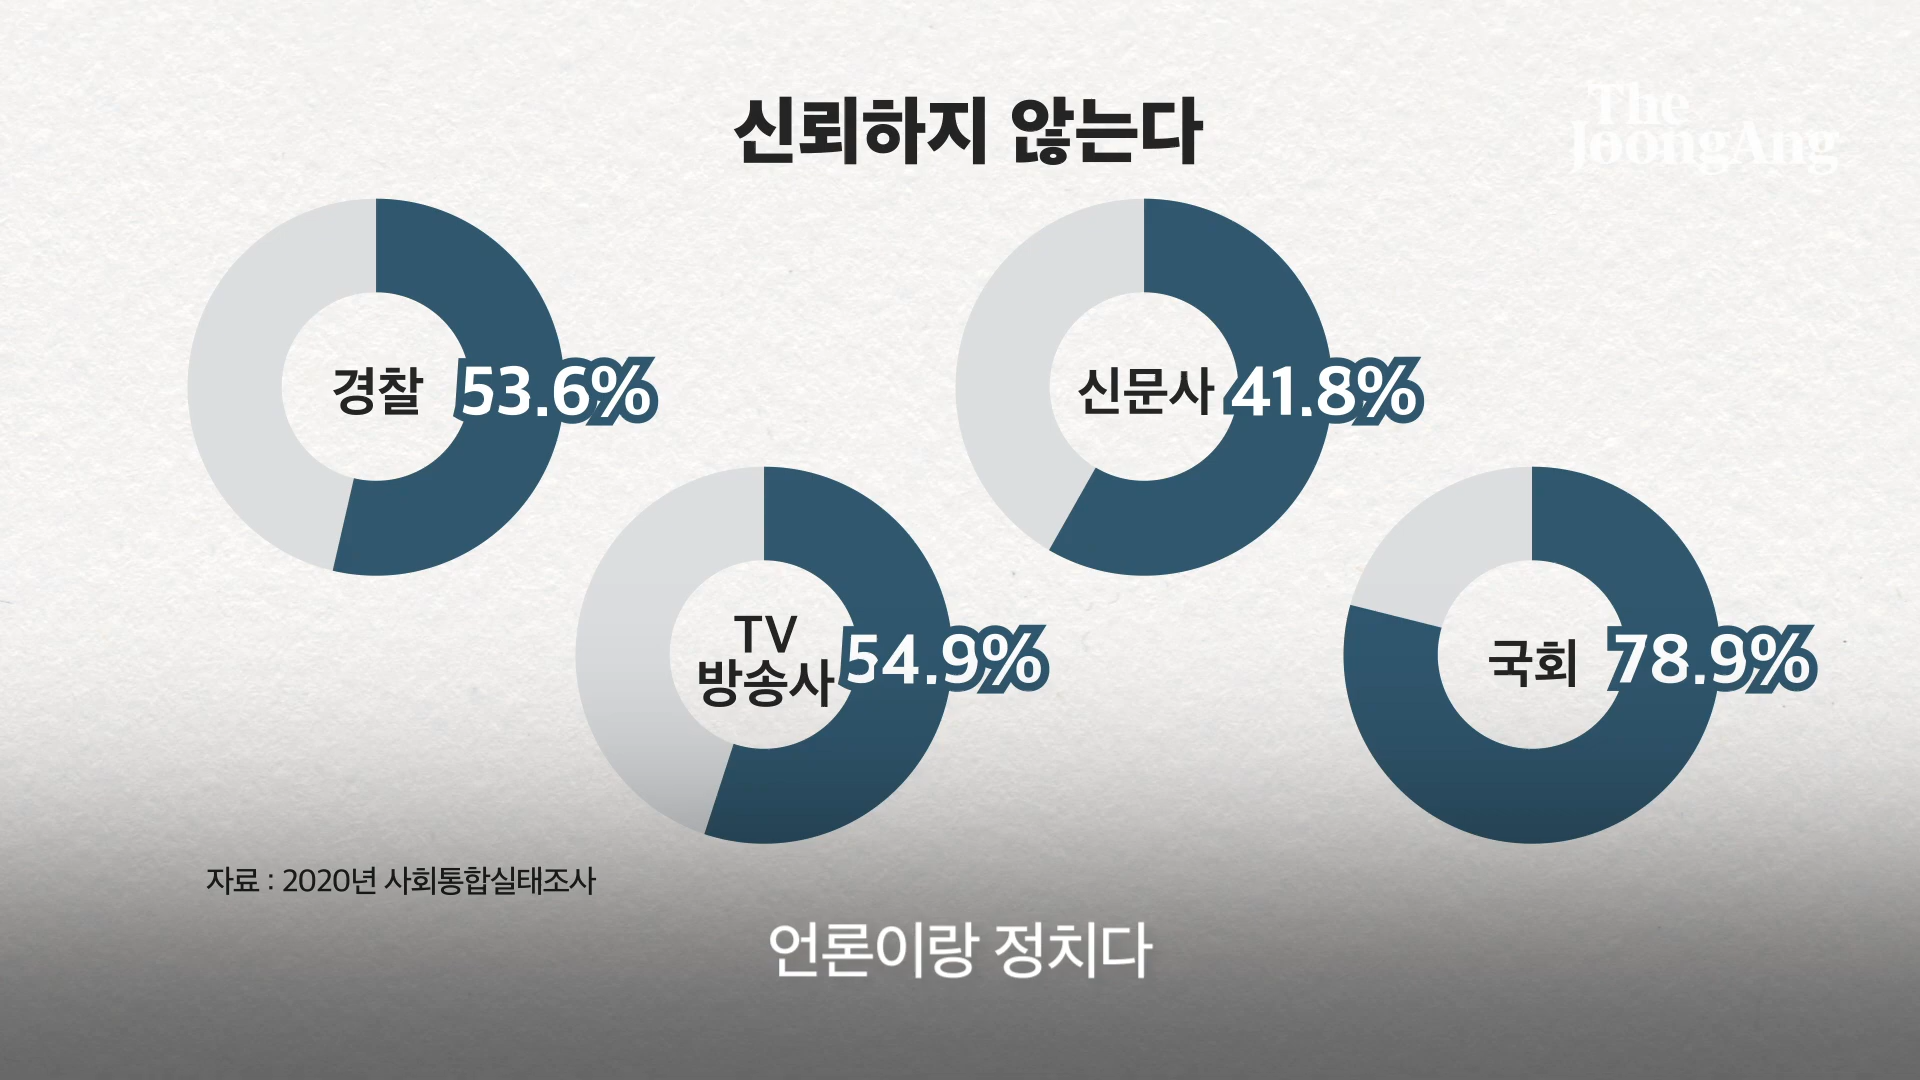 신뢰하지 않는다
The
JoongAng
경찰 53.6%
신문사 41.8%
TV
방송사 54.9%
국회 78.9%
자료 : 2020년 사회통합실태조사
언론이랑 정치다